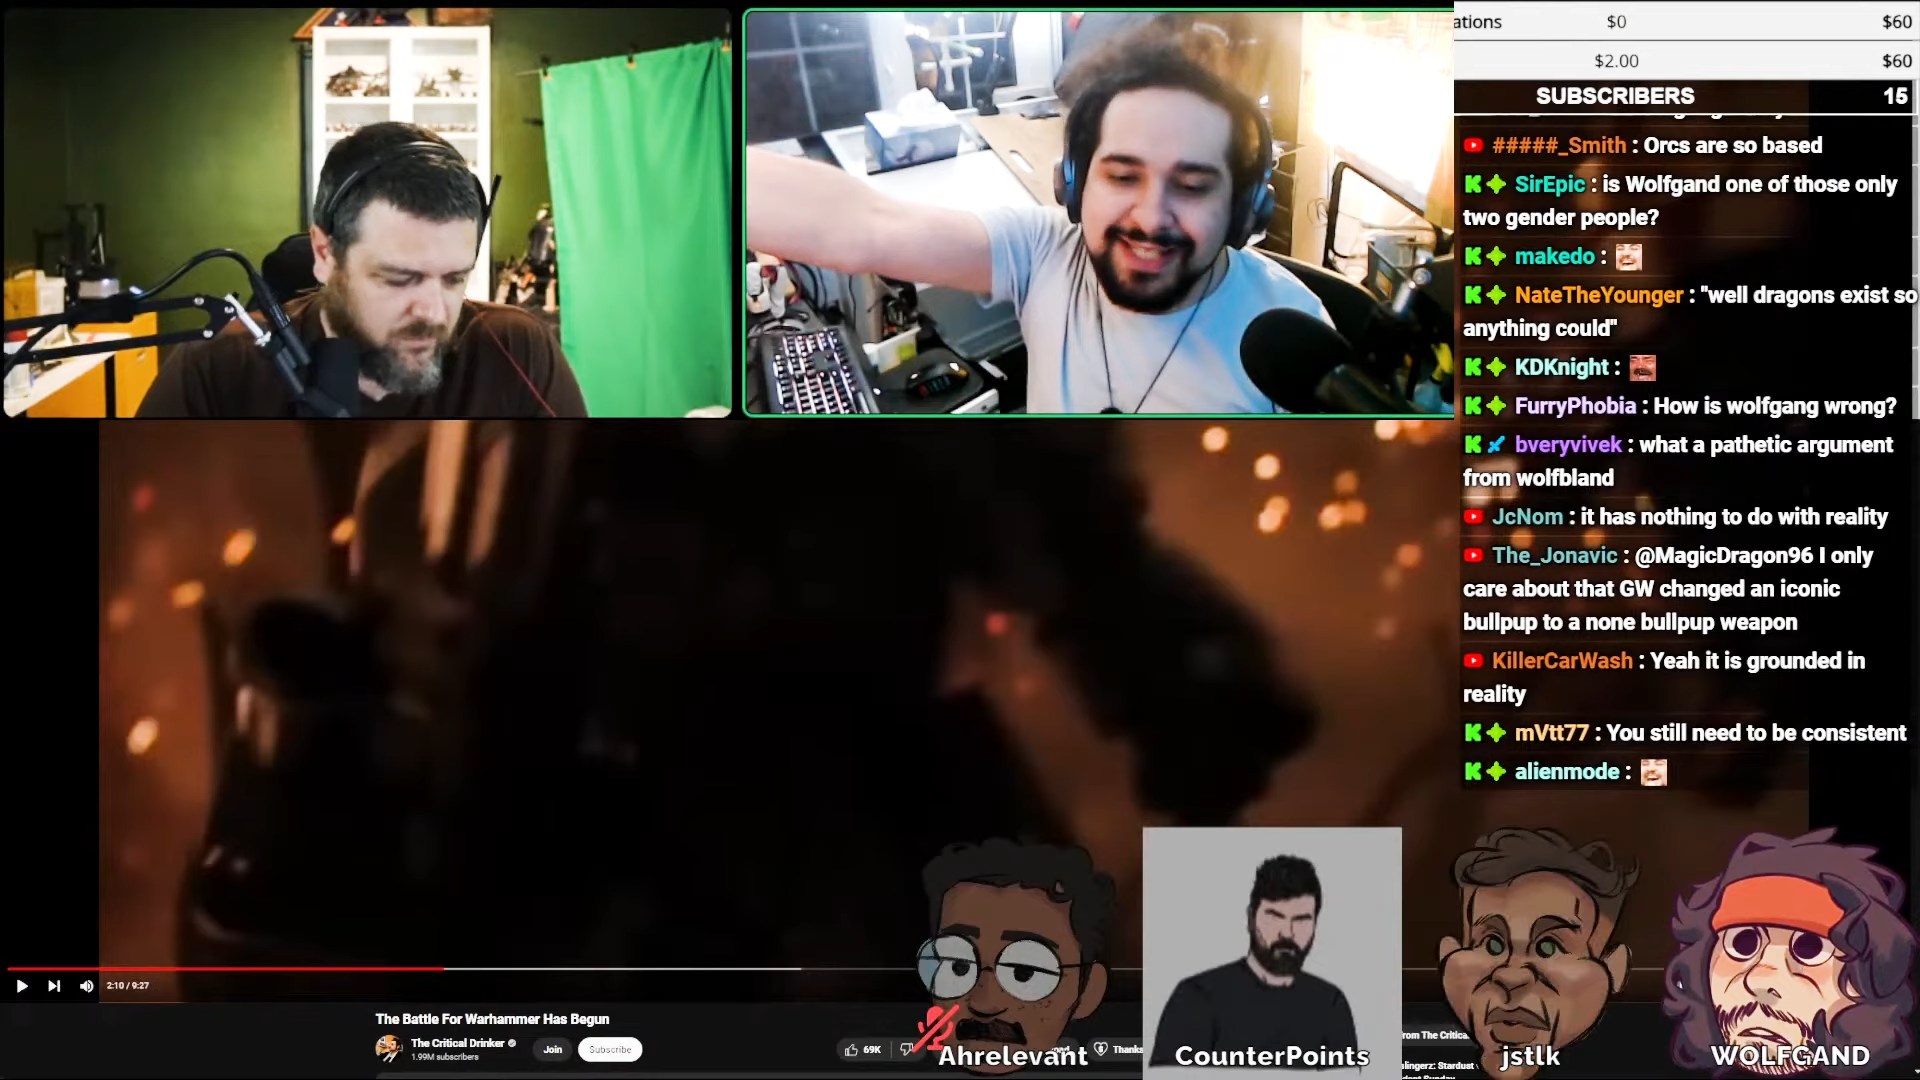 ations $0 $60
$2.00 $60
SUBSCRIBERS 15
#####_Smith : Orcs are so based
SirEpic : is Wolfgand one of those only
two gender people?
makedo :
NateTheYounger : "well dragons exist so
anything could"
KDKnight :
FurryPhobia : How is wolfgang wrong?
bveryvivek : what a pathetic argument
from wolfbland
JcNom : it has nothing to do with reality
The_Jonavic : @MagicDragon96 I only
care about that GW changed an iconic
bullpup to a none bullpup weapon
KillerCarWash : Yeah it is grounded in
reality
mVtt77 : You still need to be consistent
alienmode :
2:10 / 9:27
The Battle For Warhammer Has Begun
The Critical Drinker
1.99M subscribers
Join
Subscribe
69K
Thanks
from The Critica
Ahrelevant
CounterPoints
jstlk
WOLFGAND